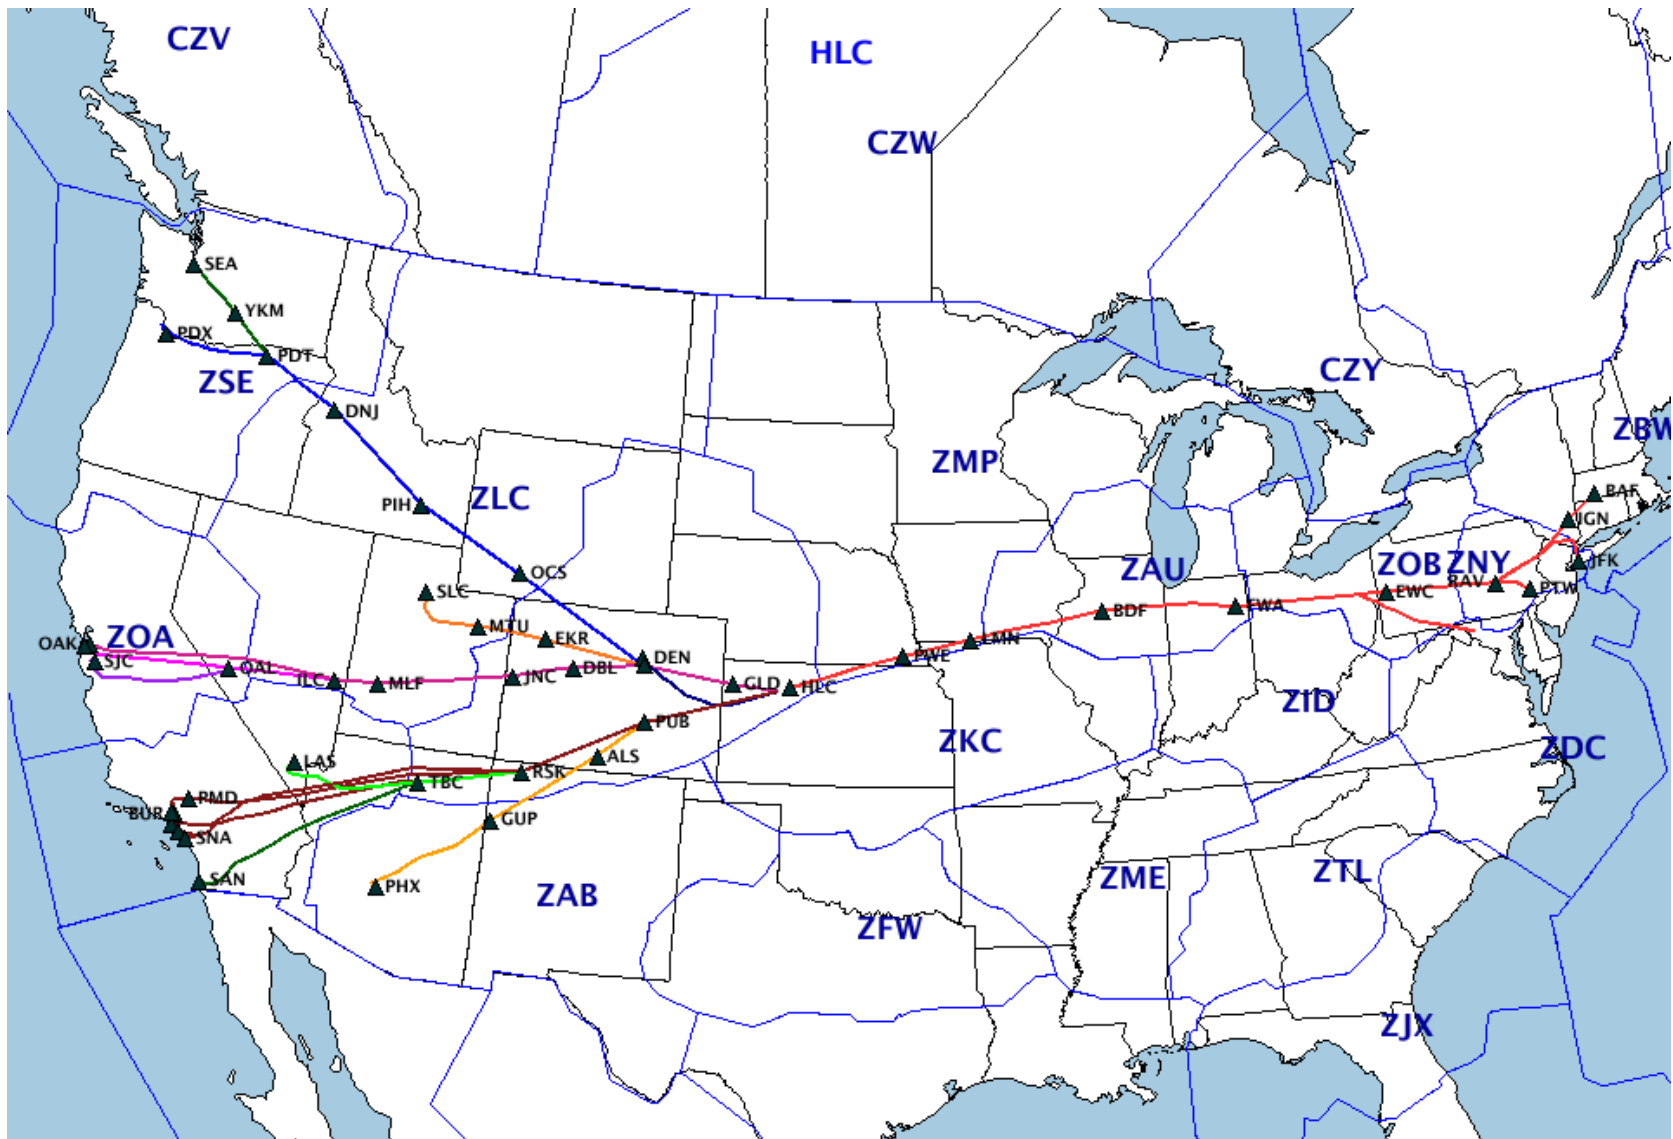 CZV
HLC
CZW
SEA
YKM
PDX
PDT
ZSE
CZY
DNJ
ZBW
ZMP
PIH
ZLC
BAF
IGN
OCS
ZAU
ZOB
ZNY
JFK
SLC
RAV
EWC
PTW
BDF
FWA
MTU
OAK
ZOA
EKR
LMN
SJC
OAL
DEN
PWE
ILC
MLF
JNC
DBL
GLD
HLC
ZID
PUB
ZKC
ZDC
LAS
ALS
RSK
TBC
PMD
BUR
GUP
SNA
SAN
PHX
ZAB
ZME
ZTL
ZFW
ZJX